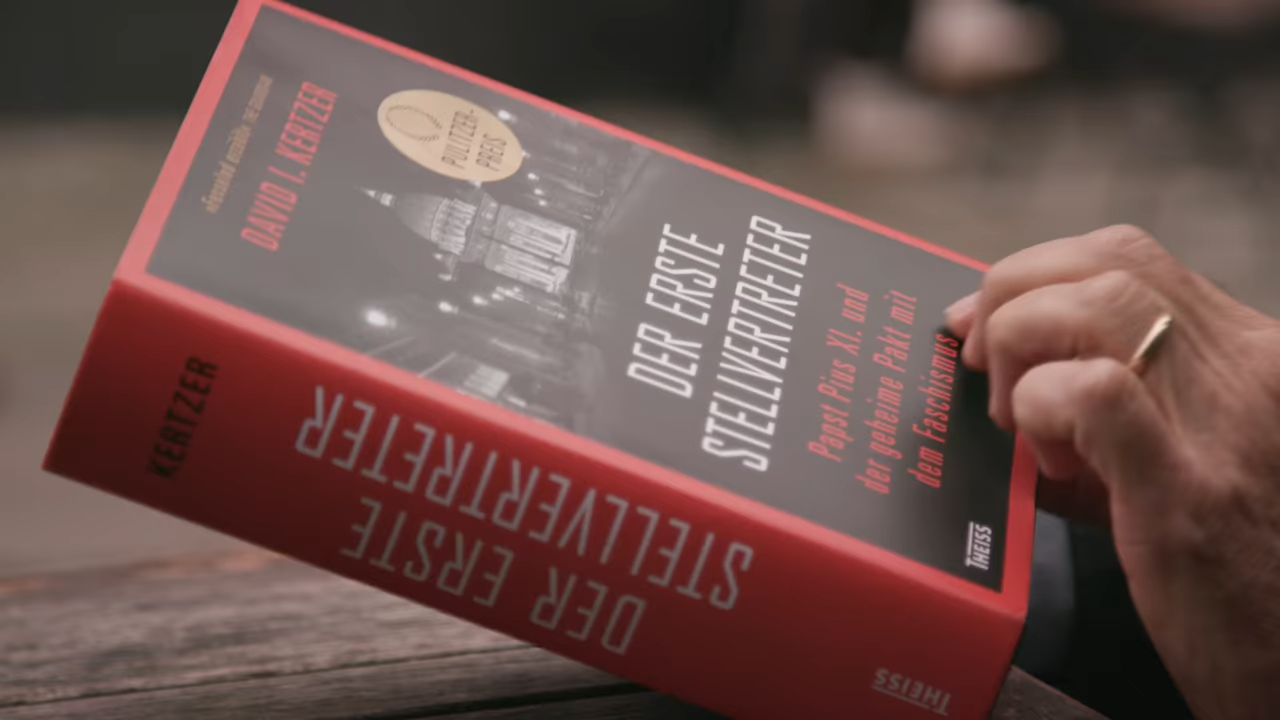 DAVID I. KERTZER
PULITZER-
PREIS
DER ERSTE
STELLVERTRETER
Papst Pius XI. und
der geheime Pakt mit
dem Faschismus
THEISS
KERTZER
DER ERSTE
STELLVERTRETER
THEISS